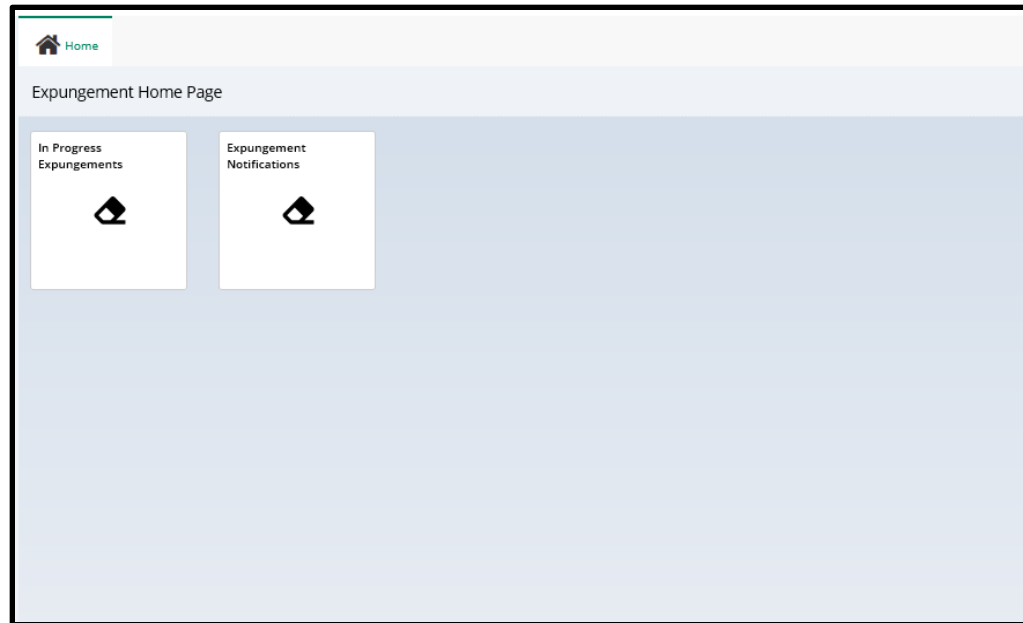 Home
Expungement Home Page
In Progress
Expungements
Expungement
Notifications